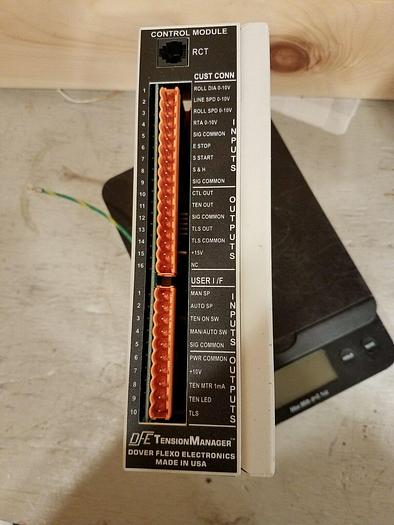 CONTROL MODULE
RCT
CUST CONN
1 ROLL DIA 0-10V
2 LINE SPD 0-10V
3 ROLL SPD 0-10V
4 RTA 0-10V
5 SIG COMMON
6 E STOP
7 S START
8 S & H
9 SIG COMMON
INPUTS
10 CTL OUT
11 TEN OUT
12 SIG COMMON
13 TLS OUT
14 TLS COMMON
15 +15V
16 NC
OUTPUTS
USER I/F
1 MAN SP
2 AUTO SP
3 TEN ON SW
4 MAN/AUTO SW
5 SIG COMMON
INPUTS
6 PWR COMMON
7 +10V
8 TEN MTR 1mA
9 TEN LED
10 TLS
OUTPUTS
DFE TENSIONMANAGER™
DOVER FLEXO ELECTRONICS
MADE IN USA